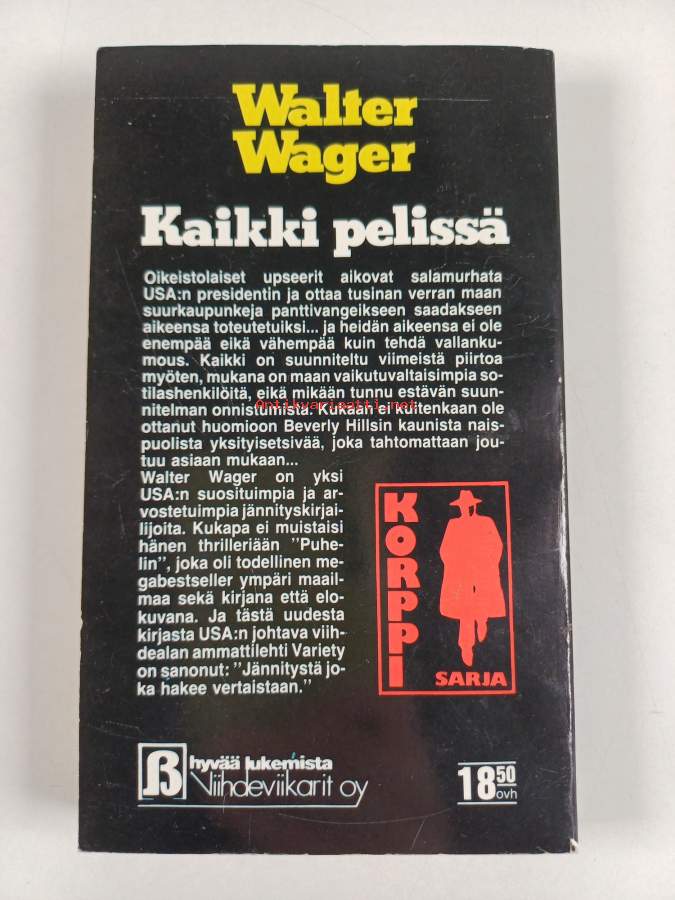 Walter
Wager
Kaikki pelissä
Oikeistolaiset upseerit aikovat salamurhata
USA:n presidentin ja ottaa tusinan verran maan
suurkaupunkeja panttivangeikseen saadakseen
aikeensa toteutetuiksi... ja heidän aikeensa ei ole
enempää eikä vähempää kuin tehdä vallanku-
mous. Kaikki on suunniteltu viimeistä piirtoa
myöten, mukana on maan vaikutuvaltaisimpia so-
tilashenkilöitä, eikä mikään tunnu estävän suun-
nitelman onnistumista. Kukaan ei kuitenkaan ole
Antikvariaatti.net
ottanut huomioon Beverly Hillsin kaunista nais-
puolista yksityisetsivää, joka tahtomattaan jou-
tuu asiaan mukaan...
Walter Wager on yksi
USA:n suosituimpia ja ar-
vostetuimpia jännityskirjai-
lijoita. Kukapa ei muistaisi
hänen thrilleriään "Puhe-
lin", joka oli todellinen me-
gabestseller ympäri maail-
maa sekä kirjana että elo-
kuvana. Ja tästä uudesta
kirjasta USA:n johtava viih-
dealan ammattilehti Variety
on sanonut: "Jännitystä jo-
ka hakee vertaistaan."
KORPPI
SARJA
hyvää lukemista
Viihdeviikarit oy
18 50
ovh